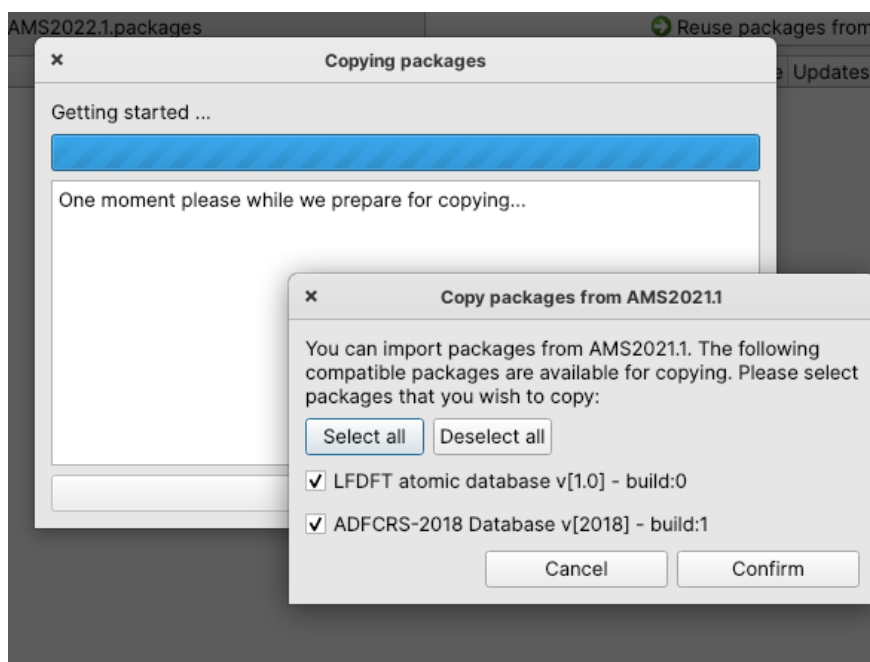 AMS2022.1.packages
Reuse packages from
Updates
Copying packages
Getting started ...
One moment please while we prepare for copying...
Copy packages from AMS2021.1
You can import packages from AMS2021.1. The following
compatible packages are available for copying. Please select
packages that you wish to copy:
Select all
Deselect all
LFDFT atomic database v[1.0] - build:0
ADFCRS-2018 Database v[2018] - build:1
Cancel
Confirm